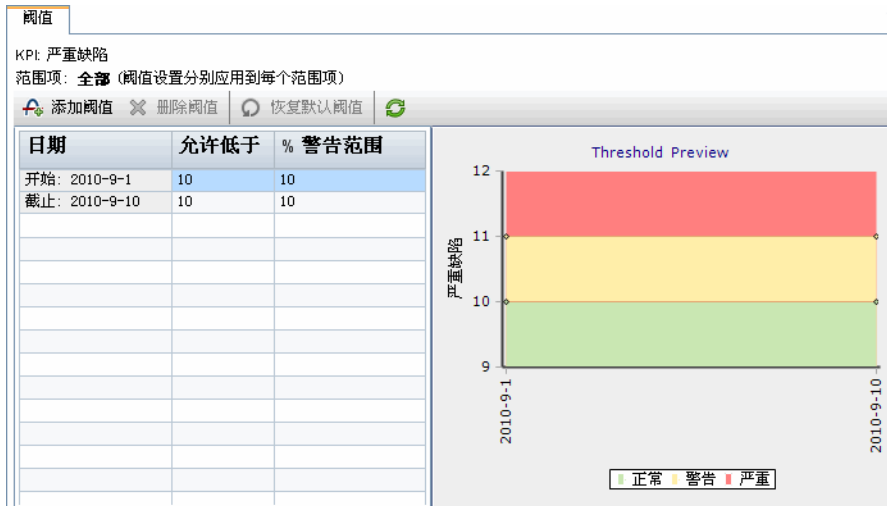 阈值
KPI: 严重缺陷
范围项: 全部 (阈值设置分别应用到每个范围项)
添加阈值 删除阈值 恢复默认阈值
日期 允许低于 % 警告范围
开始: 2010-9-1 10 10
截止: 2010-9-10 10 10
Threshold Preview
12
11
10
9
严重缺陷
2010-9-1
2010-9-10
正常 警告 严重